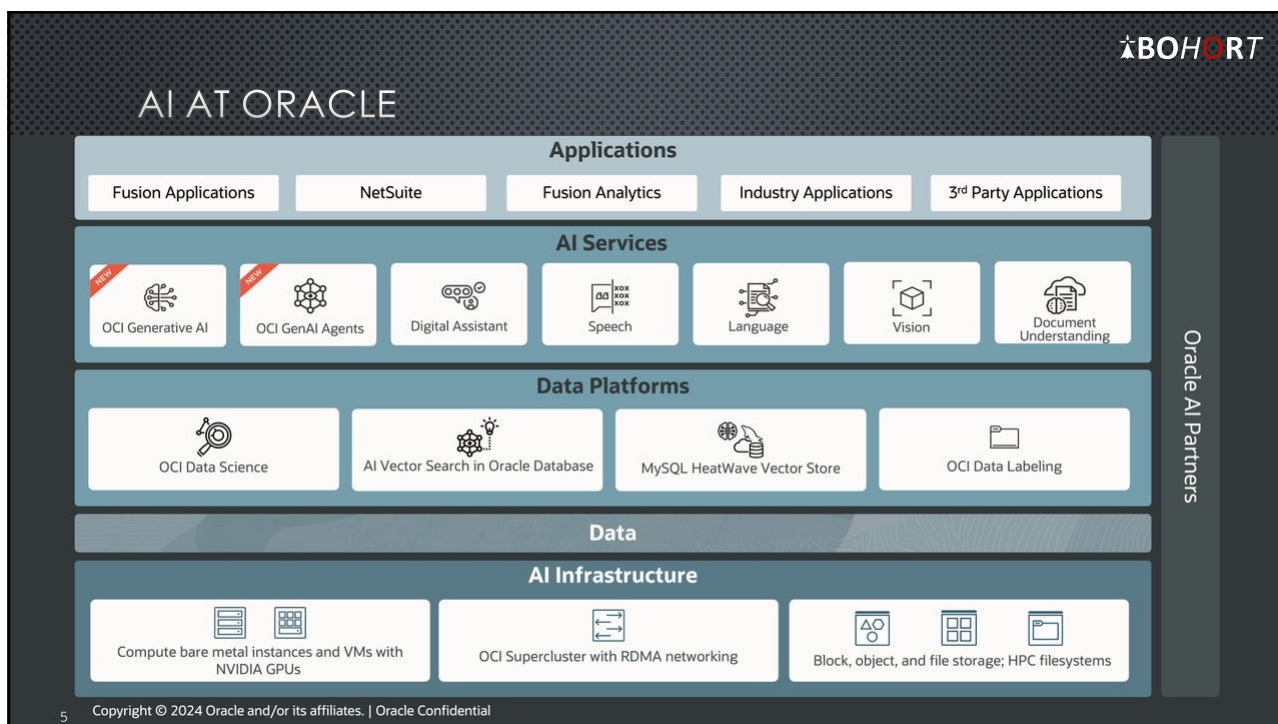 BOHORT
AI AT ORACLE
Applications
Fusion Applications
NetSuite
Fusion Analytics
Industry Applications
3rd Party Applications
AI Services
NEW
OCI Generative AI
NEW
OCI GenAI Agents
Digital Assistant
XOX
XOX
XOX
Speech
Language
Vision
Document
Understanding
Data Platforms
OCI Data Science
AI Vector Search in Oracle Database
MySQL HeatWave Vector Store
OCI Data Labeling
Data
AI Infrastructure
Compute bare metal instances and VMs with
NVIDIA GPUs
OCI Supercluster with RDMA networking
Block, object, and file storage; HPC filesystems
Oracle AI Partners
5
Copyright © 2024 Oracle and/or its affiliates. | Oracle Confidential